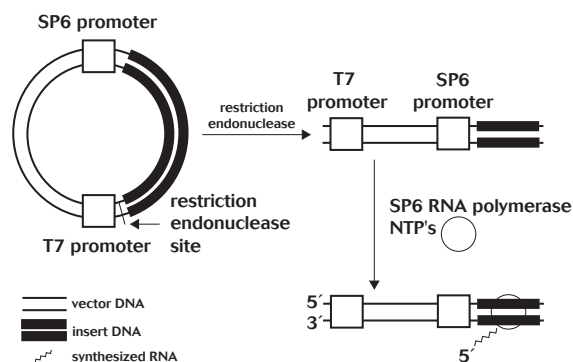 SP6 promoter
T7 promoter
restriction
endonuclease
site
restriction
endonuclease
T7
promoter
SP6
promoter
SP6 RNA polymerase
NTP's
5´
3´
5´
vector DNA
insert DNA
synthesized RNA